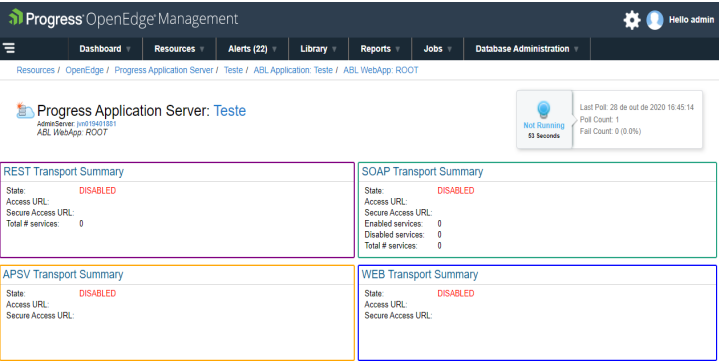 Progress OpenEdge Management
Hello admin
Dashboard Resources Alerts (22) Library Reports Jobs Database Administration
Resources / OpenEdge / Progress Application Server / Teste / ABL Application: Teste / ABL WebApp: ROOT
Progress Application Server: Teste
AdminServer: jvn019401851
ABL WebApp: ROOT
Not Running
53 Seconds
Last Poll: 28 de out de 2020 16:45:14
Poll Count: 1
Fail Count: 0 (0.0%)
REST Transport Summary
State: DISABLED
Access URL:
Secure Access URL:
Total # services: 0
SOAP Transport Summary
State: DISABLED
Access URL:
Secure Access URL:
Enabled services: 0
Disabled services: 0
Total # services: 0
APSV Transport Summary
State: DISABLED
Access URL:
Secure Access URL:
WEB Transport Summary
State: DISABLED
Access URL:
Secure Access URL: